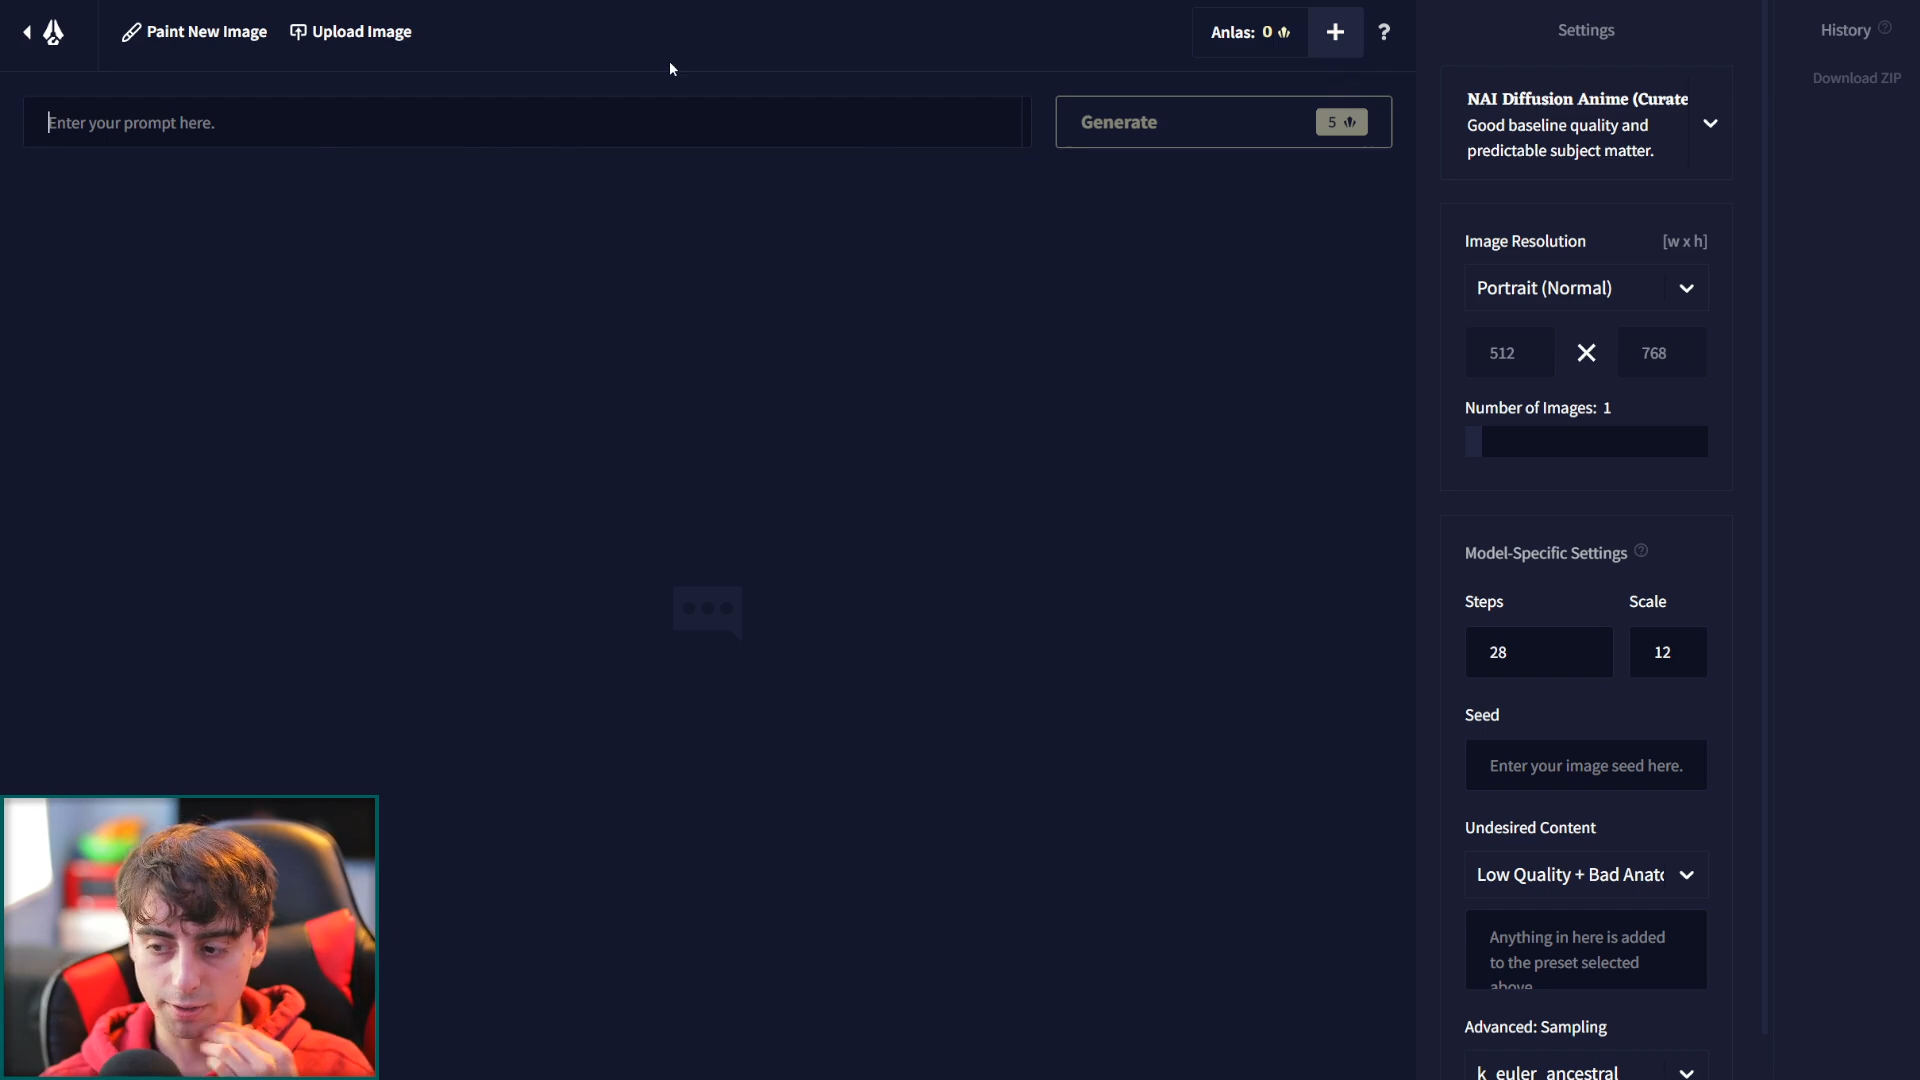 Paint New Image
Upload Image
Anlas: 0
Enter your prompt here.
Generate
5
Settings
NAI Diffusion Anime (Curate
Good baseline quality and
predictable subject matter.
Image Resolution [w x h]
Portrait (Normal)
512
768
Number of Images: 1
Model-Specific Settings
Steps
Scale
28
12
Seed
Enter your image seed here.
Undesired Content
Low Quality + Bad Anato
Anything in here is added
to the preset selected
above
Advanced: Sampling
k_euler_ancestral
History
Download ZIP